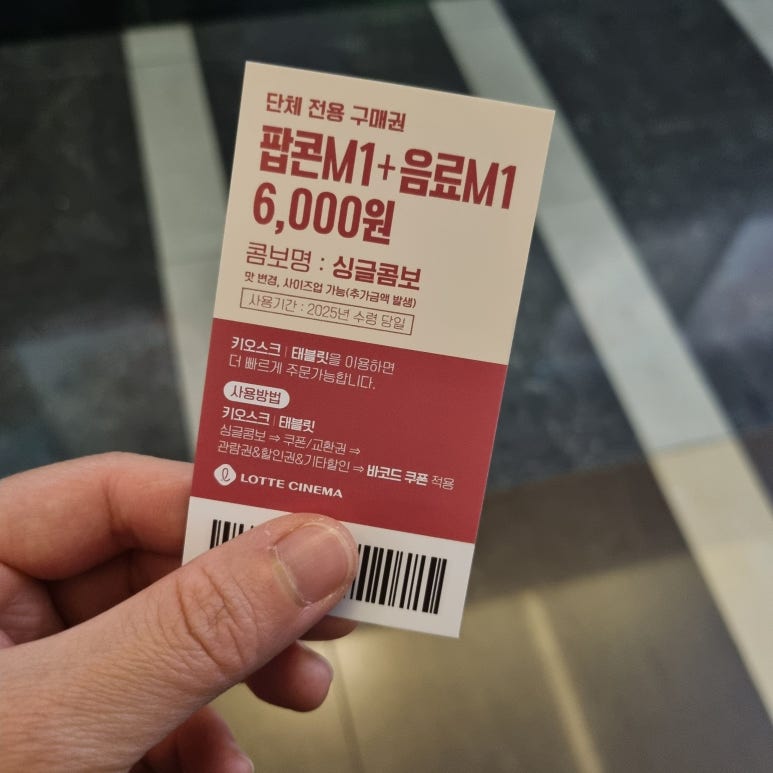 단체 전용 구매권
팝콘M1+음료M1
6,000원
콤보명 : 싱글콤보
맛 변경, 사이즈업 가능(추가금액 발생)
사용기간 : 2025년 수령 당일
키오스크 | 태블릿을 이용하면
더 빠르게 주문가능합니다.
사용방법
키오스크 | 태블릿
싱글콤보 ⇒ 쿠폰/교환권 ⇒
관람권&할인권&기타할인 ⇒ 바코드 쿠폰 적용
LOTTE CINEMA